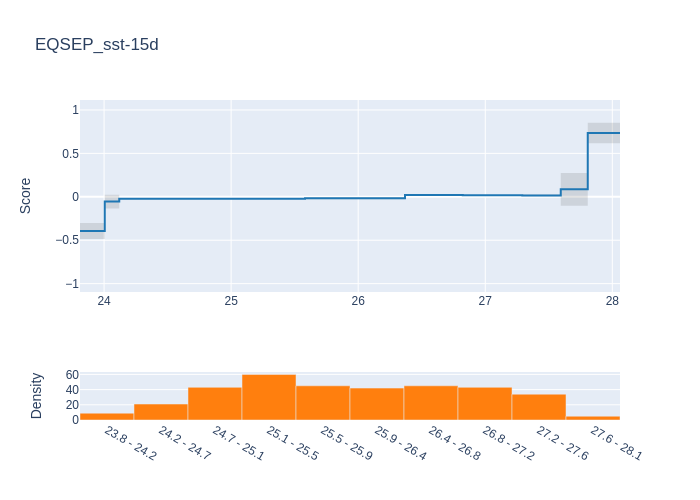 EQSEP_sst-15d
Score
1
0.5
0
−0.5
−1
24
25
26
27
28
Density
60
40
20
0
23.8 - 24.2
24.2 - 24.7
24.7 - 25.1
25.1 - 25.5
25.5 - 25.9
25.9 - 26.4
26.4 - 26.8
26.8 - 27.2
27.2 - 27.6
27.6 - 28.1